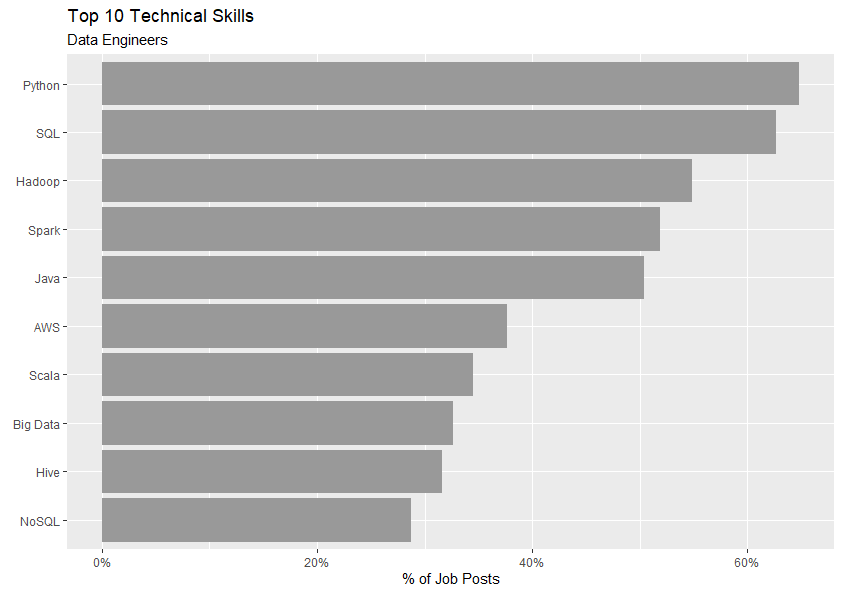 Top 10 Technical Skills
Data Engineers
Python
SQL
Hadoop
Spark
Java
AWS
Scala
Big Data
Hive
NoSQL
0% 20% 40% 60%
% of Job Posts